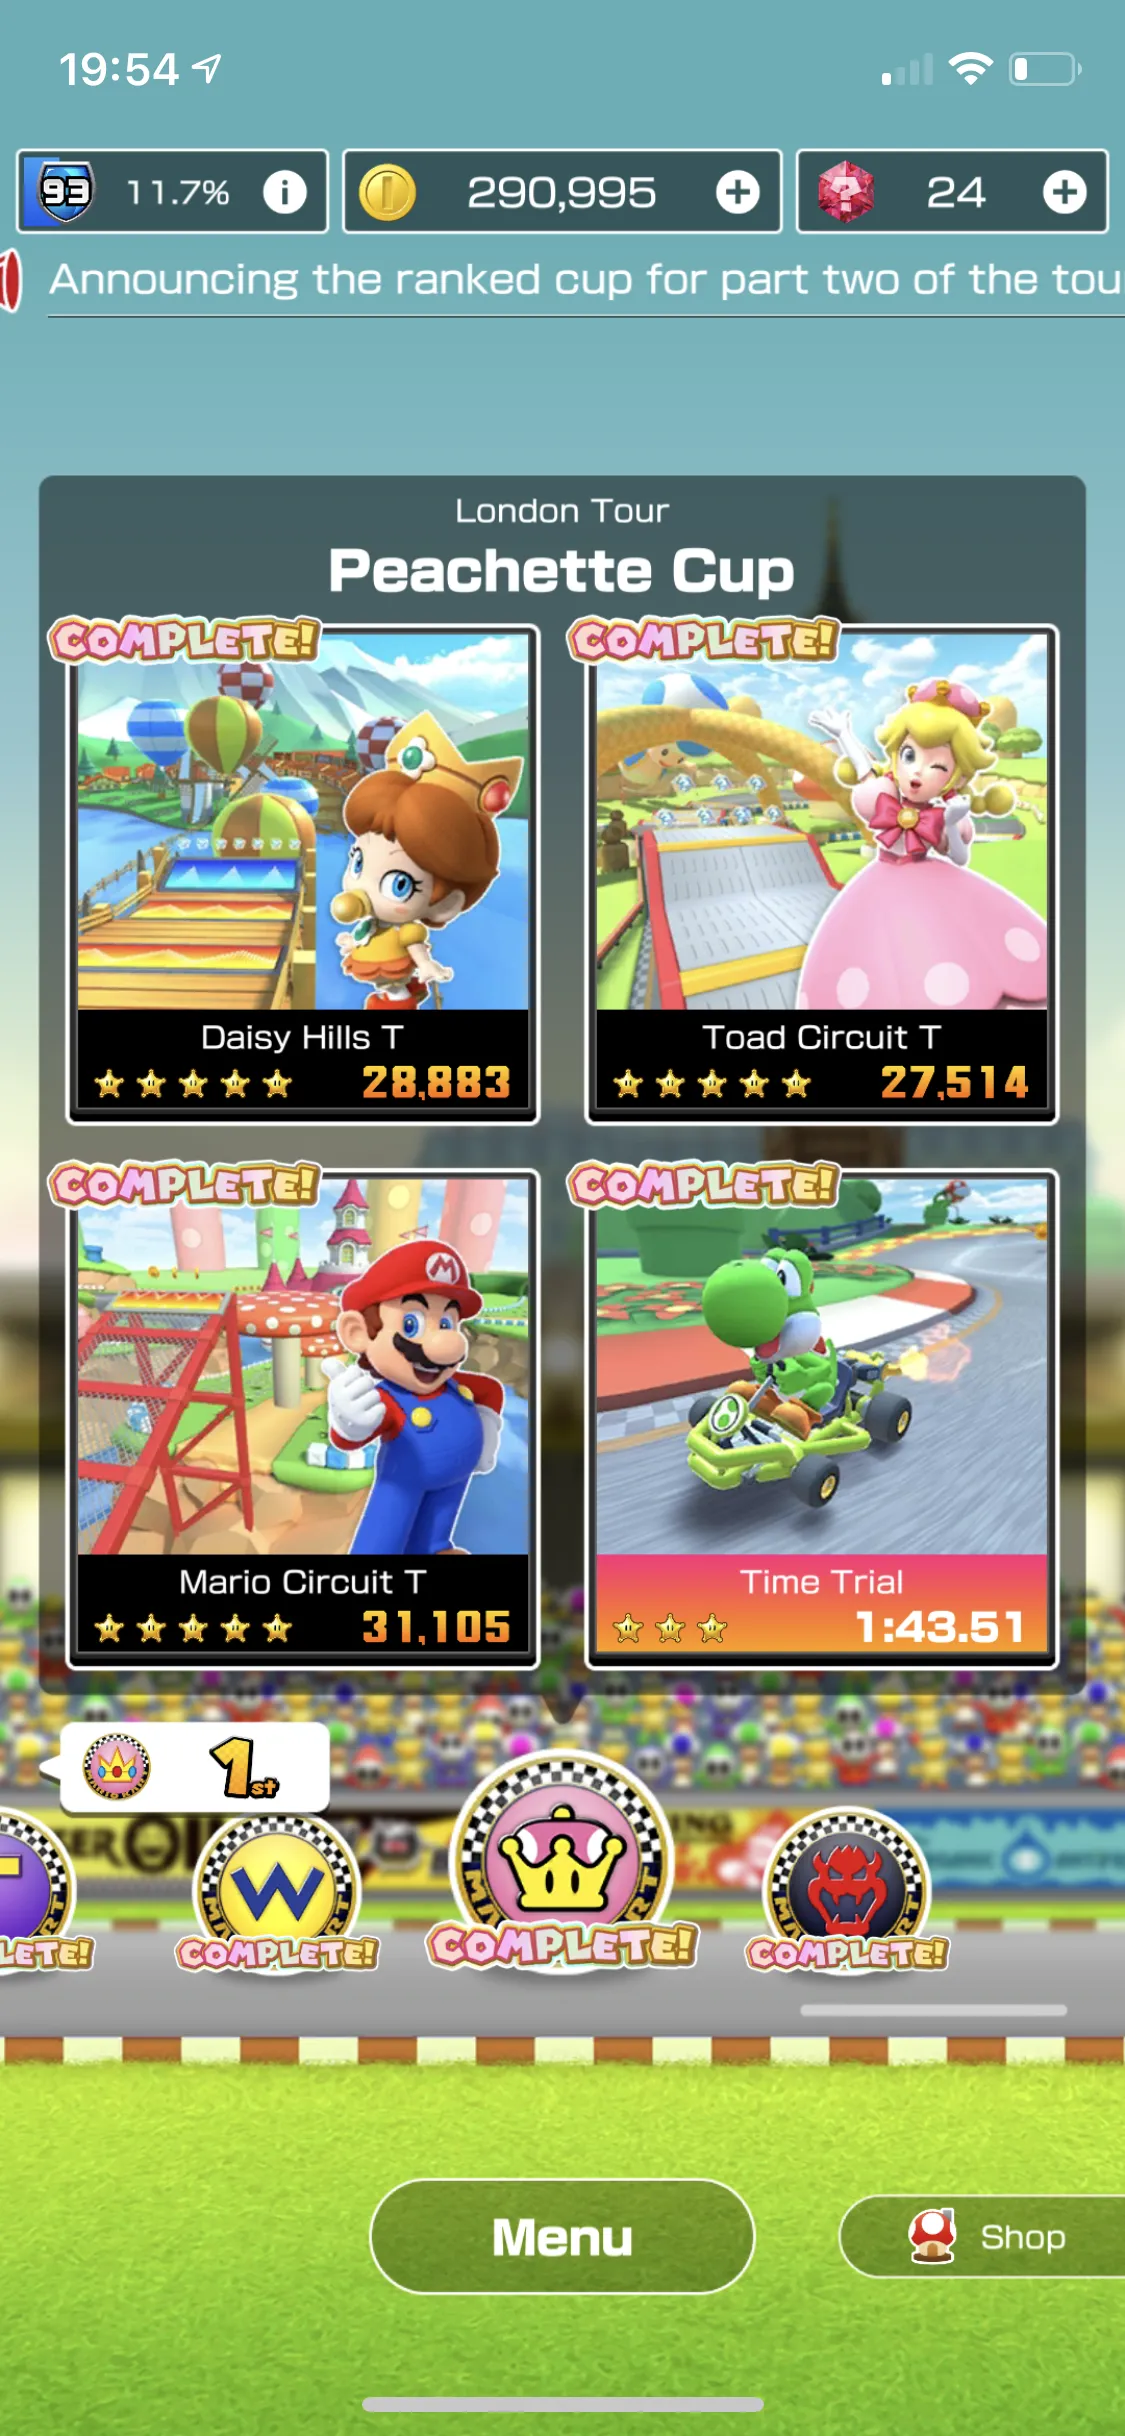 19:54
93 11.7% i 290,995 + 24 +
Announcing the ranked cup for part two of the tou
London Tour
Peachette Cup
COMPLETE! COMPLETE!
Daisy Hills T Toad Circuit T
28,883 27,514
COMPLETE! COMPLETE!
M
Mario Circuit T Time Trial
31,105 1:43.51
1st
W
LETE! COMPLETE! COMPLETE! COMPLETE!
Menu Shop